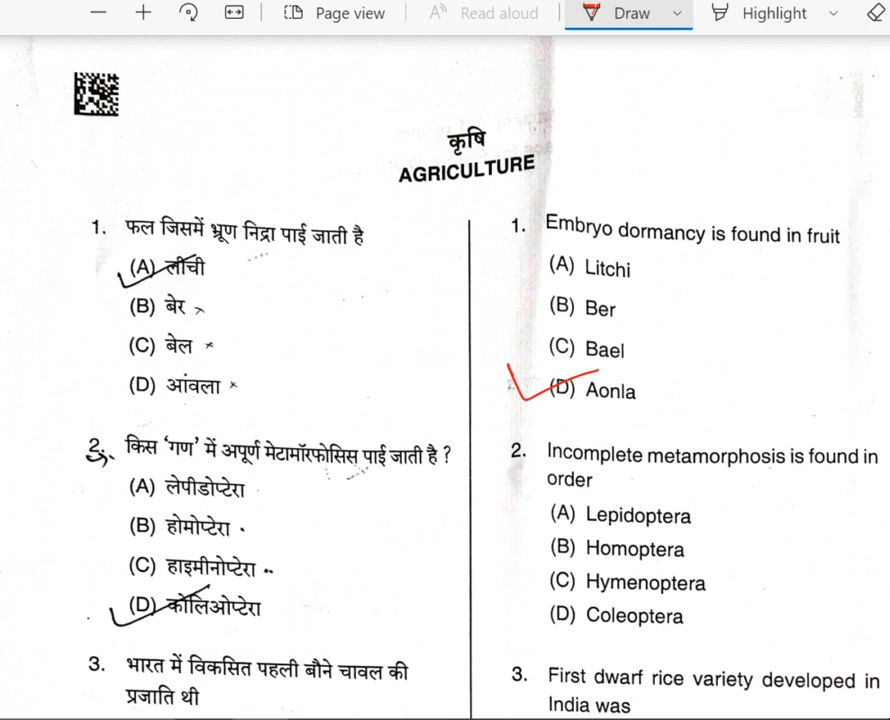 Page view
Read aloud
Draw
Highlight
कृषि
AGRICULTURE
1. फल जिसमें भ्रूण निद्रा पाई जाती है
(A) लीची
(B) बेर
(C) बेल
(D) आंवला
2. किस 'गण' में अपूर्ण मेटामॉरफोसिस पाई जाती है ?
(A) लेपीडोप्टेरा
(B) होमोप्टेरा
(C) हाइमीनोप्टेरा
(D) कोलिओप्टेरा
3. भारत में विकसित पहली बौने चावल की
प्रजाति थी
1. Embryo dormancy is found in fruit
(A) Litchi
(B) Ber
(C) Bael
(D) Aonla
2. Incomplete metamorphosis is found in
order
(A) Lepidoptera
(B) Homoptera
(C) Hymenoptera
(D) Coleoptera
3. First dwarf rice variety developed in
India was